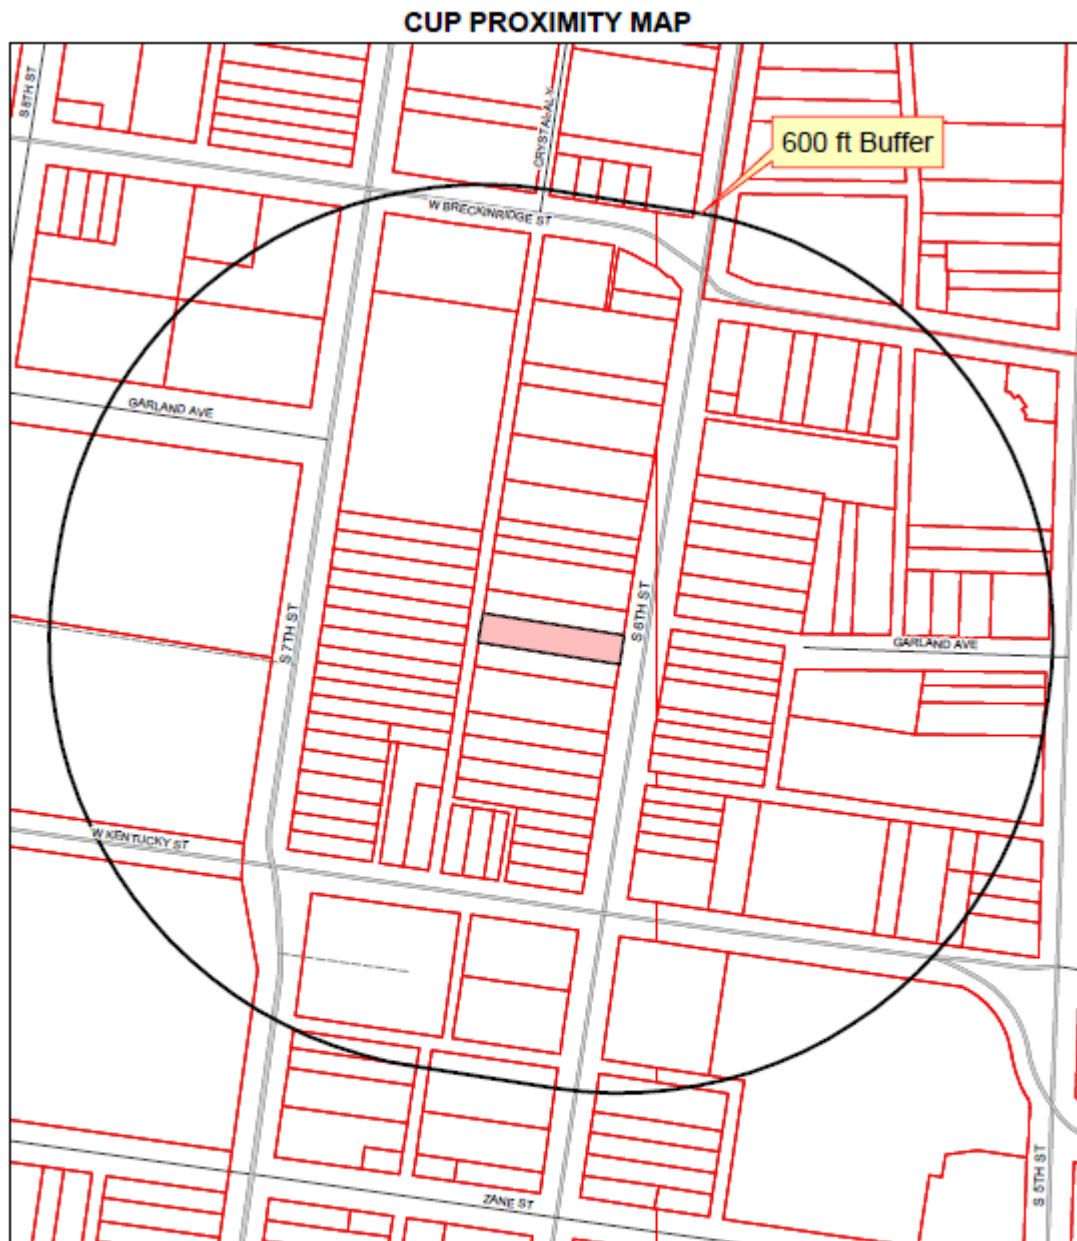 CUP PROXIMITY MAP
S 8TH ST
CRYSTAL ALY
600 ft Buffer
W BRECKINRIDGE ST
GARLAND AVE
S 7TH ST
S 6TH ST
GARLAND AVE
W KENTUCKY ST
S 5TH ST
ZANE ST